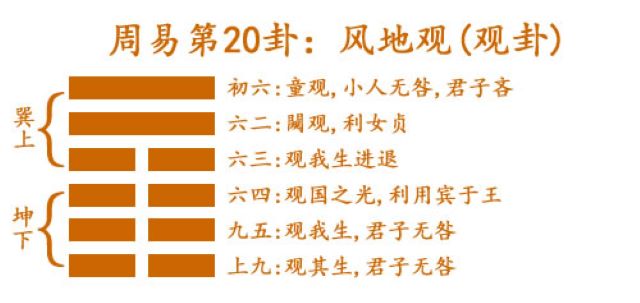 周易第20卦：风地观(观卦)
巽上
坤下
初六:童观,小人无咎,君子吝
六二:闚观,利女贞
六三:观我生进退
六四:观国之光,利用宾于王
九五:观我生,君子无咎
上九:观其生,君子无咎